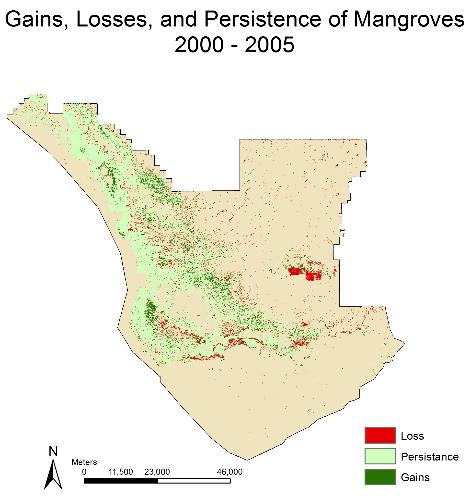 Gains, Losses, and Persistence of Mangroves
2000 - 2005
N
Meters
0 11,500 23,000 46,000
Loss
Persistance
Gains